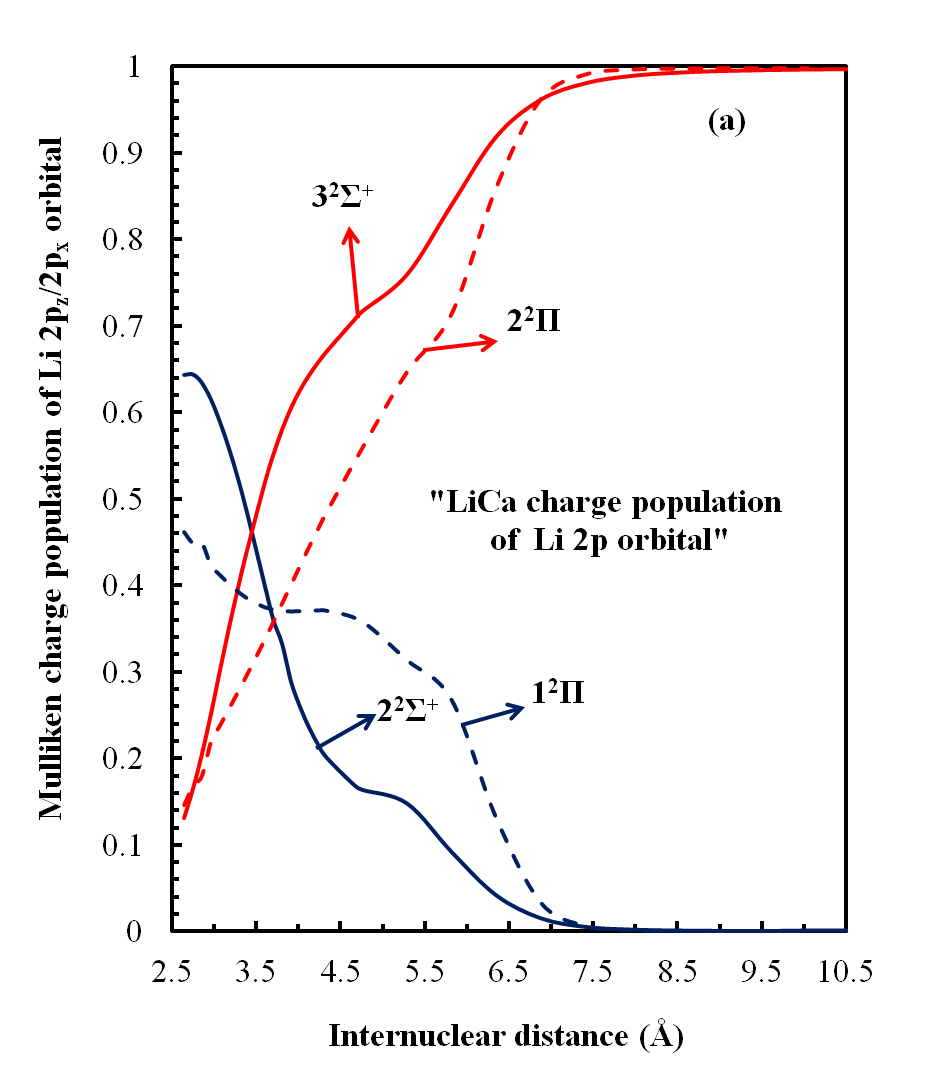 Mulliken charge population of Li 2p_z/2p_x orbital
1
0.9
0.8
0.7
0.6
0.5
0.4
0.3
0.2
0.1
0
(a)
3²Σ⁺
2²Π
"LiCa charge population
of Li 2p orbital"
1²Π
2²Σ⁺
2.5 3.5 4.5 5.5 6.5 7.5 8.5 9.5 10.5
Internuclear distance (Å)